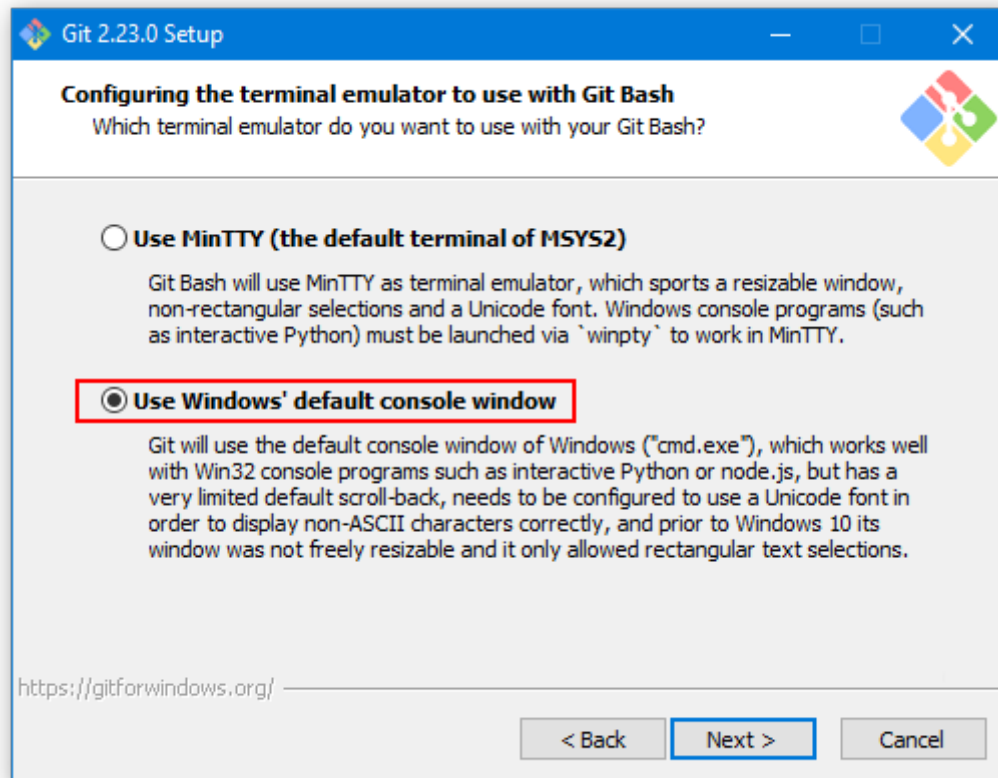 Git 2.23.0 Setup
Configuring the terminal emulator to use with Git Bash
Which terminal emulator do you want to use with your Git Bash?
Use MinTTY (the default terminal of MSYS2)
Git Bash will use MinTTY as terminal emulator, which sports a resizable window,
non-rectangular selections and a Unicode font. Windows console programs (such
as interactive Python) must be launched via `winpty` to work in MinTTY.
Use Windows' default console window
Git will use the default console window of Windows ("cmd.exe"), which works well
with Win32 console programs such as interactive Python or node.js, but has a
very limited default scroll-back, needs to be configured to use a Unicode font in
order to display non-ASCII characters correctly, and prior to Windows 10 its
window was not freely resizable and it only allowed rectangular text selections.
https://gitforwindows.org/
< Back Next > Cancel